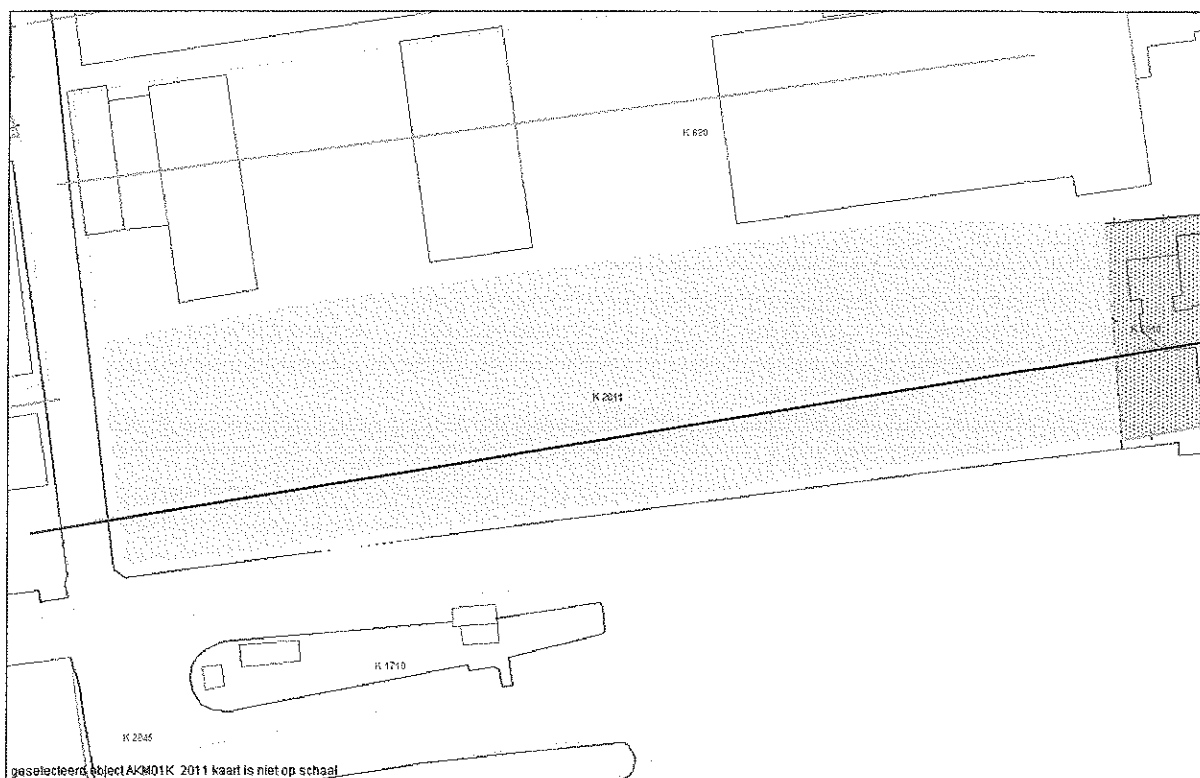 K 620
K 2011
K 1710
K 2045
geselecteerd object AKM01K 2011 kaart is niet op schaal